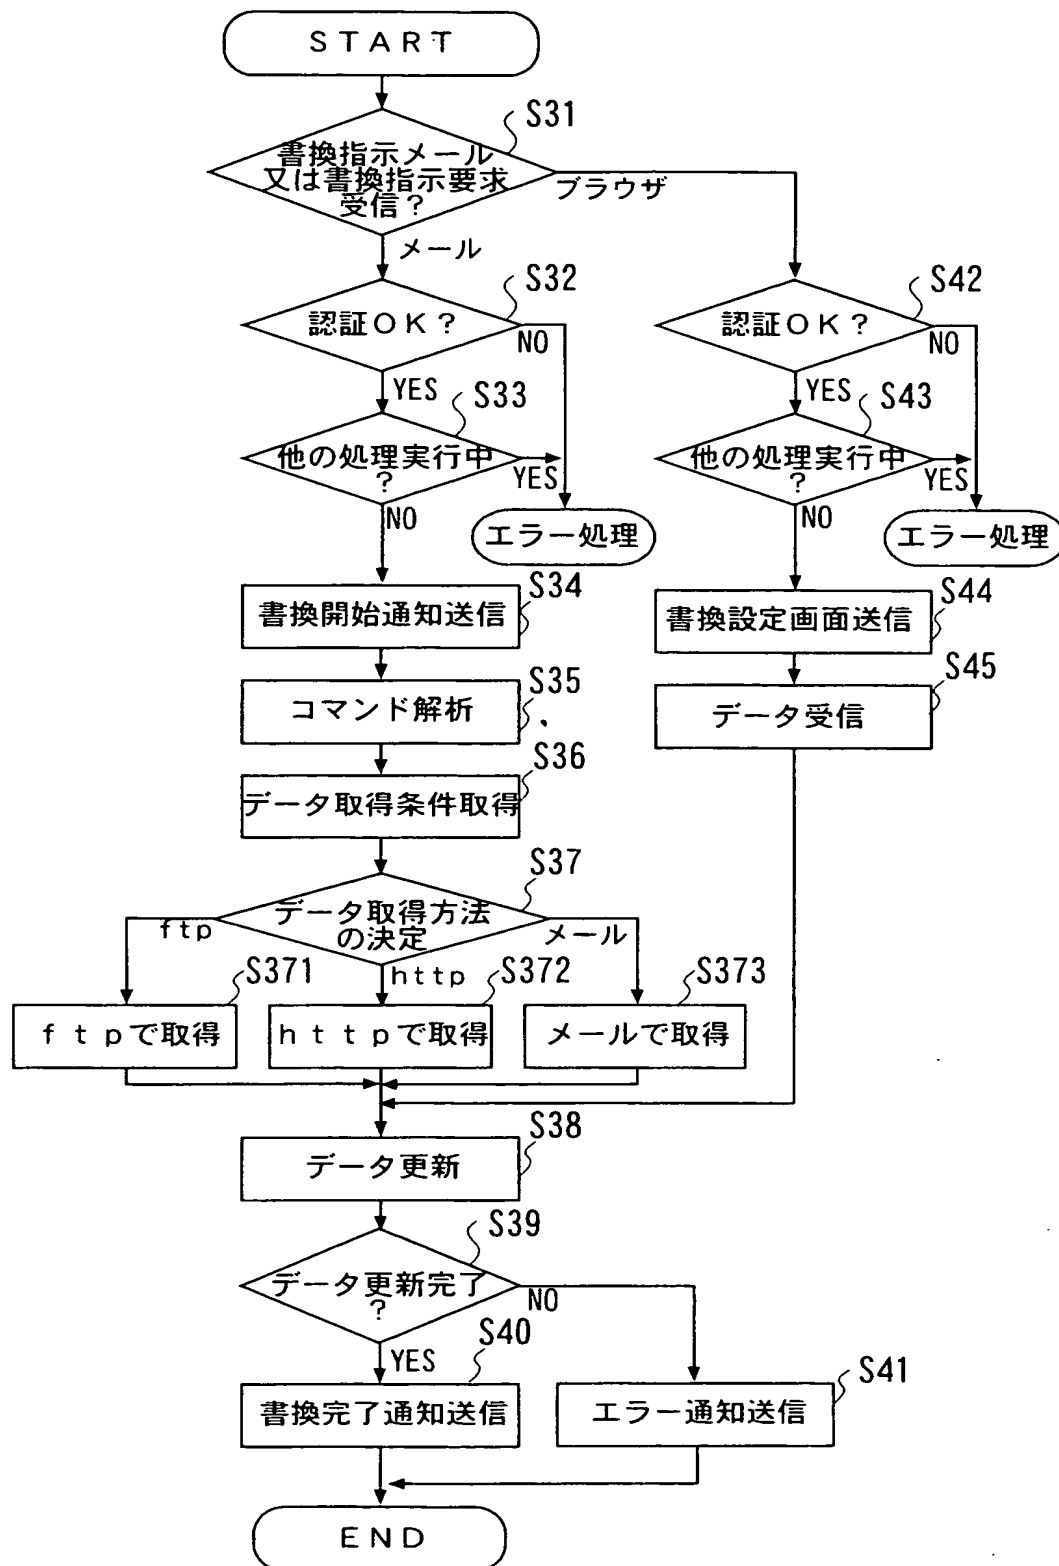 START
S31
書換指示メール
又は書換指示要求
受信?
ブラウザ
メール
S32
認証OK?
NO
YES
S42
認証OK?
NO
YES
S33
他の処理実行中
?
YES
NO
S43
他の処理実行中
?
YES
NO
エラー処理
エラー処理
S34
書換開始通知送信
S44
書換設定画面送信
S35
コマンド解析
S45
データ受信
S36
データ取得条件取得
S37
データ取得方法
の決定
ftp
http
メール
S371
ftpで取得
S372
httpで取得
S373
メールで取得
S38
データ更新
S39
データ更新完了
?
NO
YES
S40
書換完了通知送信
S41
エラー通知送信
END